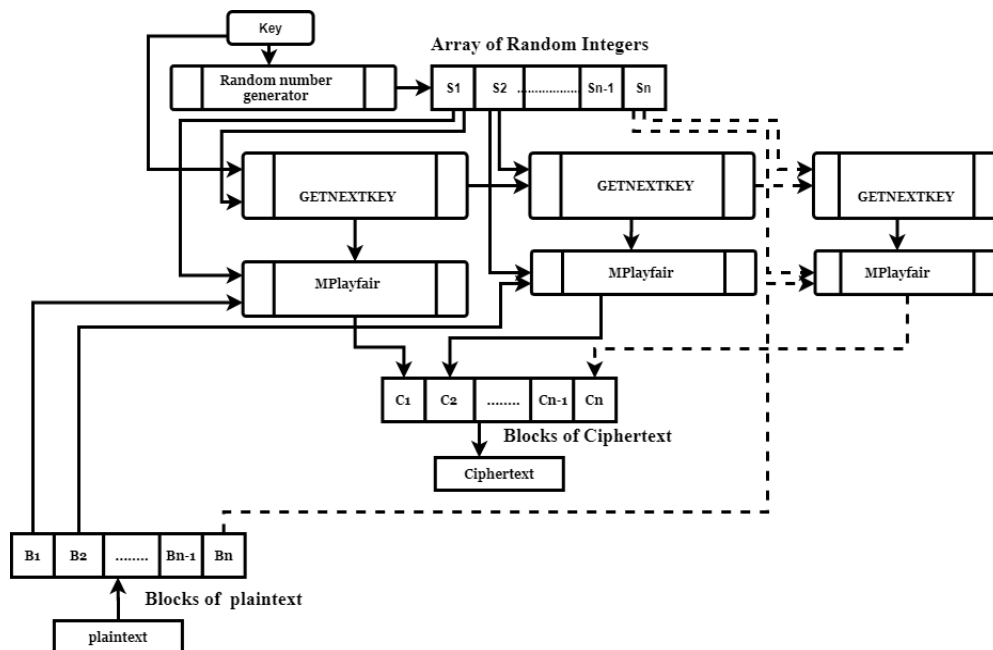 Key
Array of Random Integers
Random number
generator
S1 S2 ................. Sn-1 Sn
GETNEXTKEY GETNEXTKEY GETNEXTKEY
MPlayfair MPlayfair MPlayfair
C1 C2 ........ Cn-1 Cn
Blocks of Ciphertext
Ciphertext
B1 B2 ........ Bn-1 Bn
Blocks of plaintext
plaintext